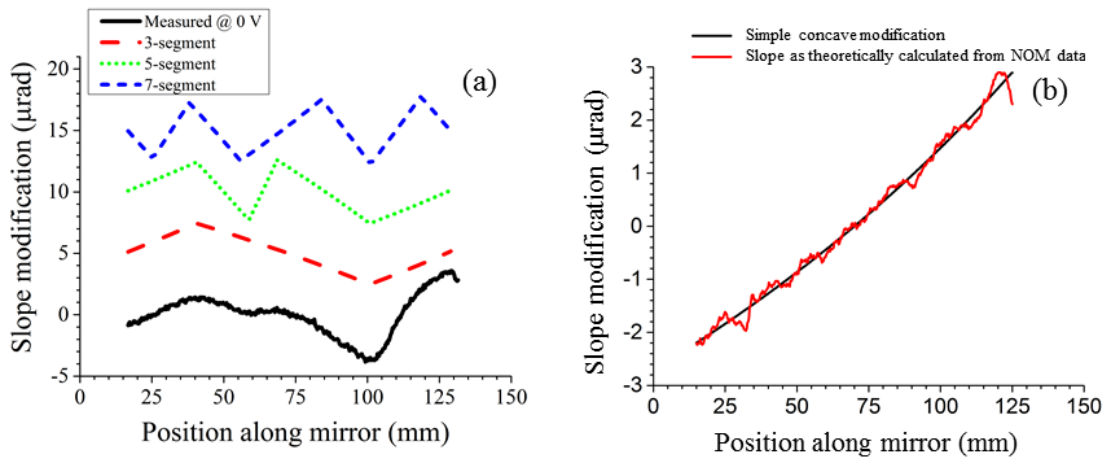 Measured @ 0 V
3-segment
5-segment
7-segment
(a)
Slope modification (μrad)
20
15
10
5
0
-5
0 25 50 75 100 125 150
Position along mirror (mm)
Simple concave modification
Slope as theoretically calculated from NOM data
(b)
Slope modification (μrad)
3
2
1
0
-1
-2
-3
0 25 50 75 100 125 150
Position along mirror (mm)